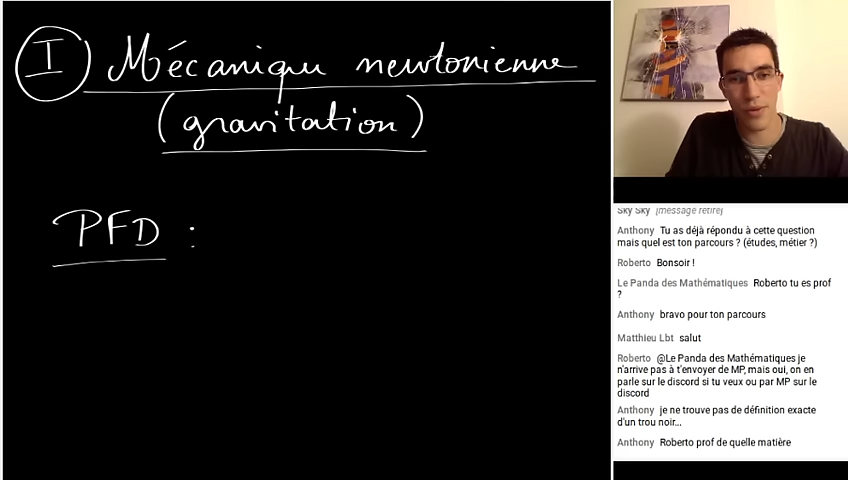 I) Mécanique newtonienne
(gravitation)
PFD :
Sky Sky [message retiré]
Anthony Tu as déjà répondu à cette question
mais quel est ton parcours ? (études, métier ?)
Roberto Bonsoir !
Le Panda des Mathématiques Roberto tu es prof
?
Anthony bravo pour ton parcours
Matthieu Lbt salut
Roberto @Le Panda des Mathématiques je
n'arrive pas à t'envoyer de MP, mais oui, on en
parle sur le discord si tu veux ou par MP sur le
discord
Anthony je ne trouve pas de définition exacte
d'un trou noir...
Anthony Roberto prof de quelle matière